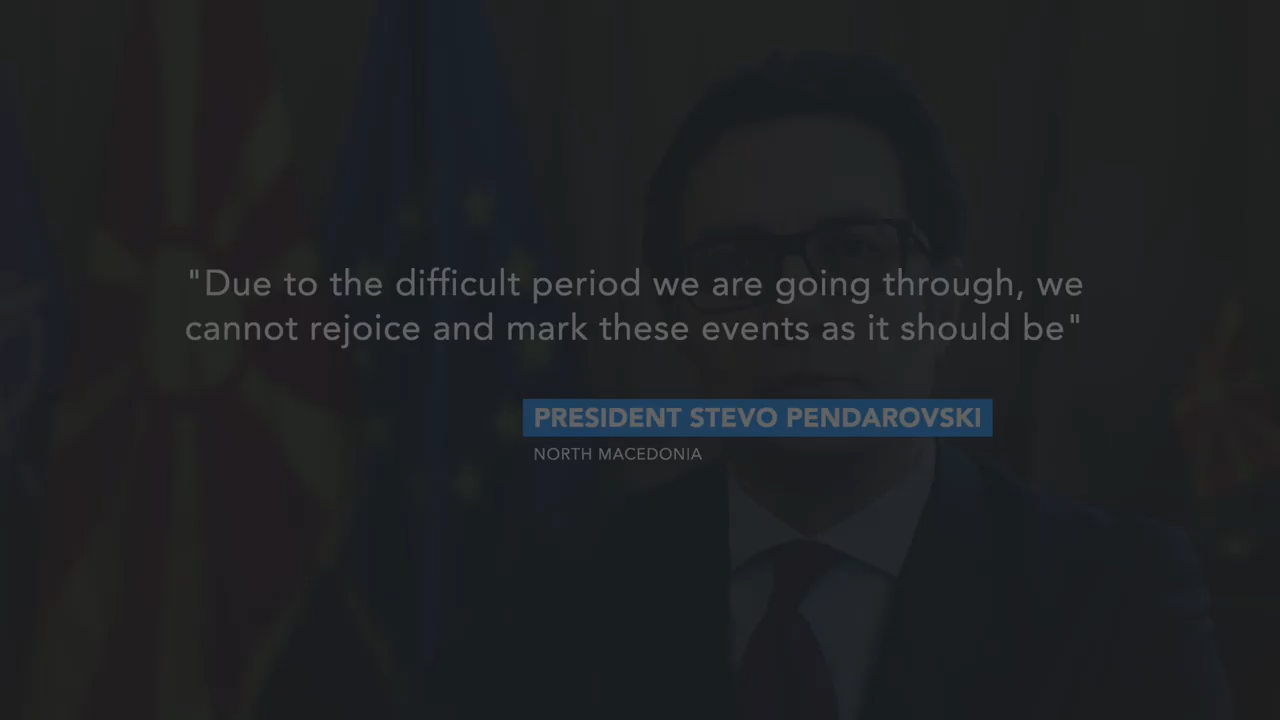 "Due to the difficult period we are going through, we
cannot rejoice and mark these events as it should be"
PRESIDENT STEVO PENDAROVSKI
NORTH MACEDONIA